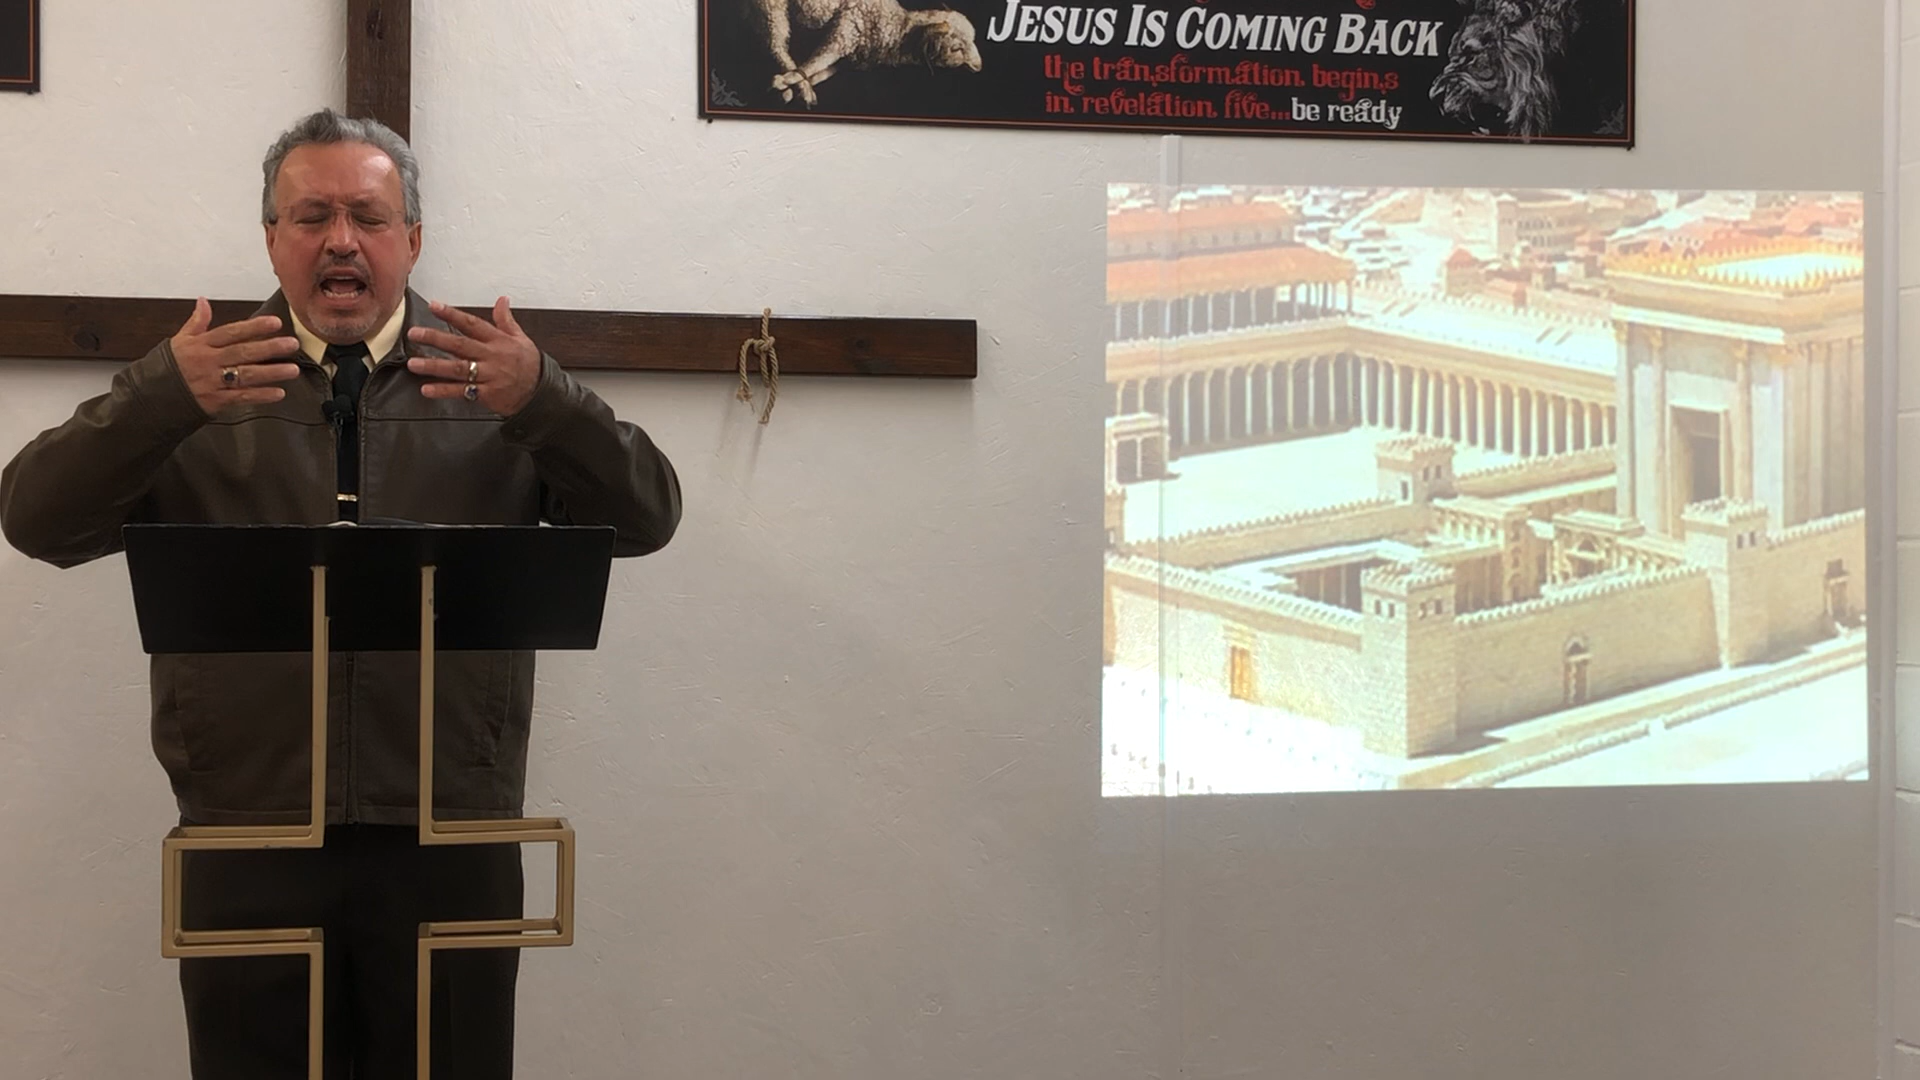 JESUS IS COMING BACK
the transformation begins
in revelation five...be ready